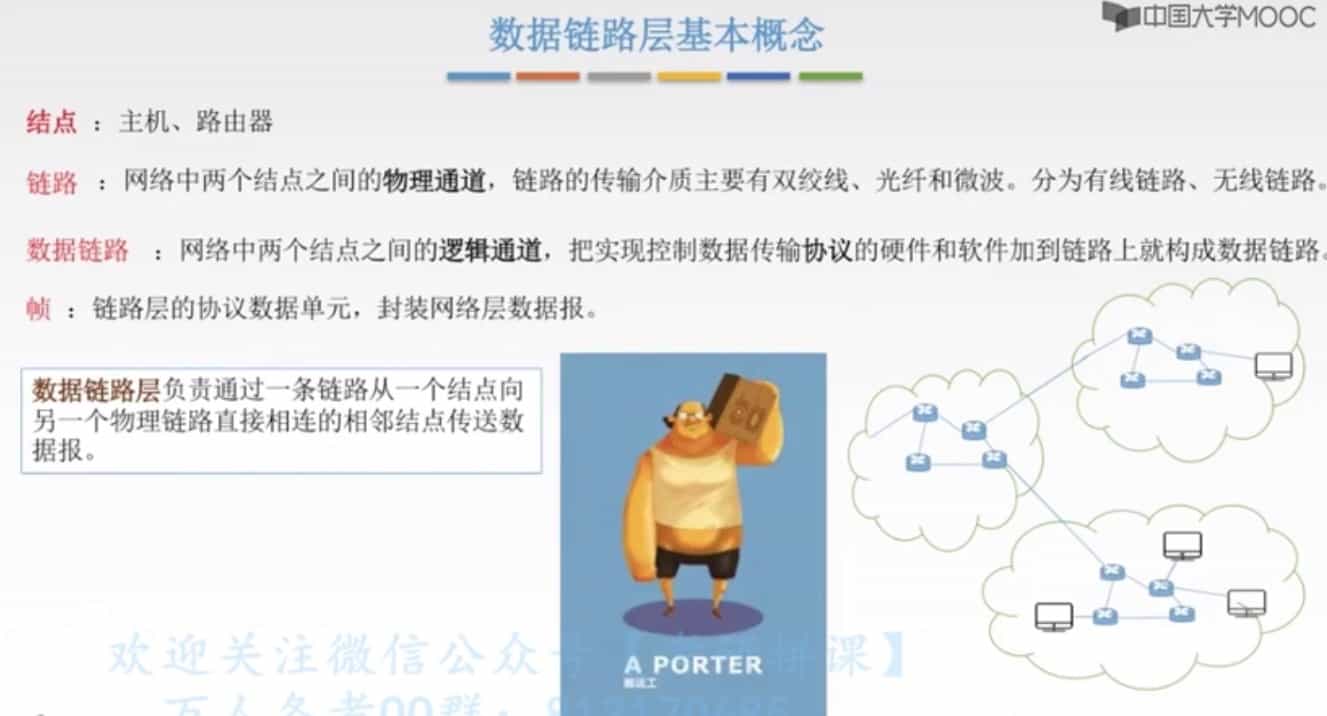 数据链路层基本概念
中国大学MOOC
结点 ：主机、路由器
链路 ：网络中两个结点之间的物理通道，链路的传输介质主要有双绞线、光纤和微波。分为有线链路、无线链路。
数据链路 ：网络中两个结点之间的逻辑通道，把实现控制数据传输协议的硬件和软件加到链路上就构成数据链路。
帧 ：链路层的协议数据单元，封装网络层数据报。
数据链路层负责通过一条链路从一个结点向
另一个物理链路直接相连的相邻结点传送数
据报。
A PORTER
搬运工
欢迎关注微信公众号【 课】
万人备考QQ群：